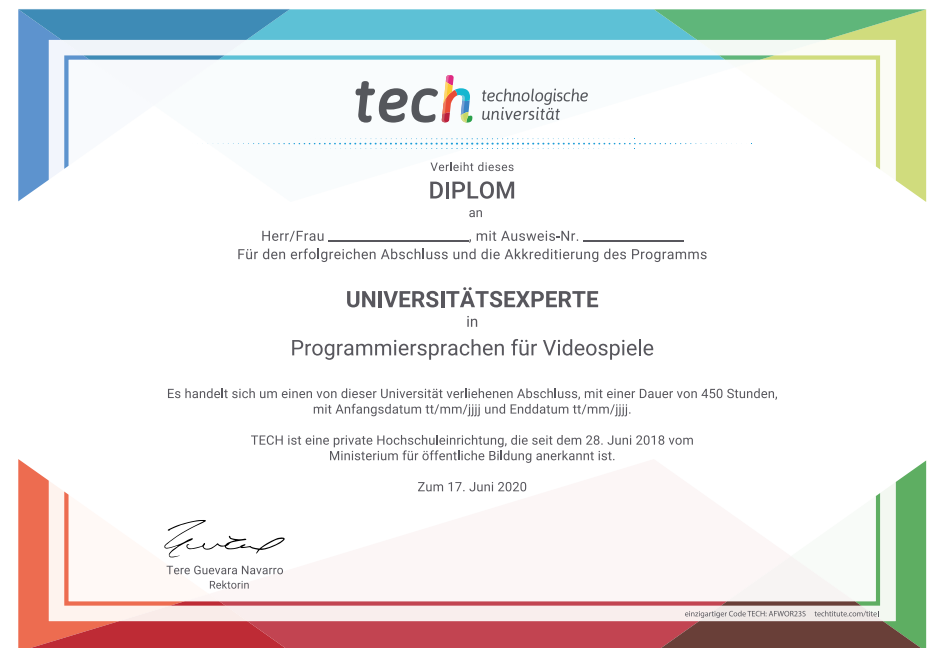 tech technologische
universität
Verleiht dieses
DIPLOM
an
Herr/Frau ____________________, mit Ausweis-Nr. ______________
Für den erfolgreichen Abschluss und die Akkreditierung des Programms
UNIVERSITÄTSEXPERTE
in
Programmiersprachen für Videospiele
Es handelt sich um einen von dieser Universität verliehenen Abschluss, mit einer Dauer von 450 Stunden,
mit Anfangsdatum tt/mm/jjjj und Enddatum tt/mm/jjjj.
TECH ist eine private Hochschuleinrichtung, die seit dem 28. Juni 2018 vom
Ministerium für öffentliche Bildung anerkannt ist.
Zum 17. Juni 2020
Tere Guevara Navarro
Rektorin
einzigartiger Code TECH: AFWOR23S techtitute.com/titel